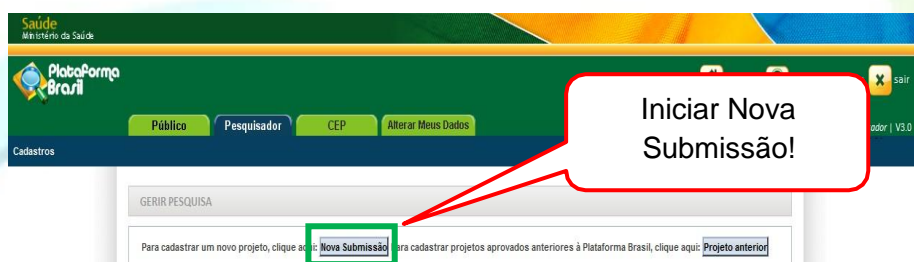 Saúde
Ministério da Saúde
Plataforma
Brasil
sair
Público Pesquisador CEP Alterar Meus Dados
ador | V3.0
Cadastros
Iniciar Nova
Submissão!
GERIR PESQUISA
Para cadastrar um novo projeto, clique aqui: Nova Submissão para cadastrar projetos aprovados anteriores à Plataforma Brasil, clique aqui: Projeto anterior